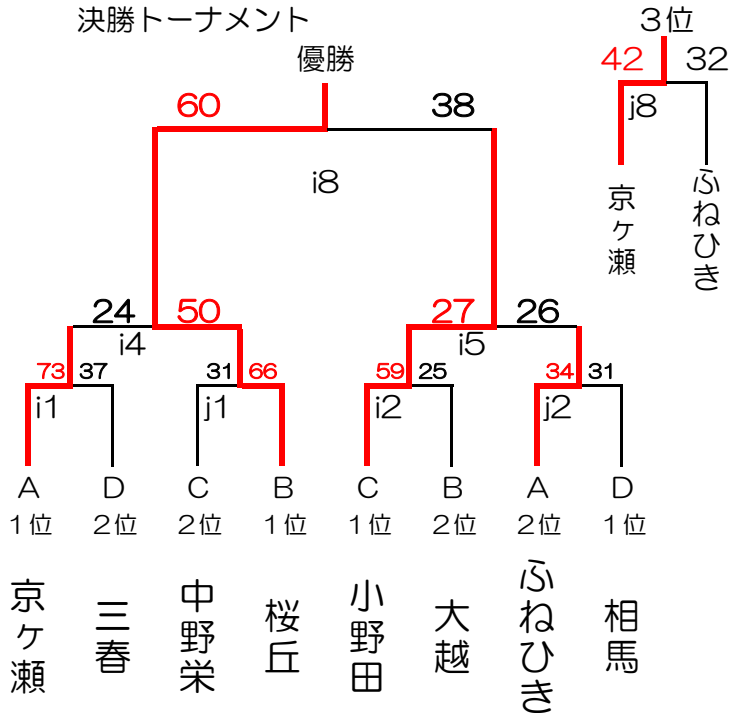 決勝トーナメント
優勝
60
38
i8
3位
42
32
j8
京ヶ瀬
ふねひき
24
50
i4
27
26
i5
73
37
i1
31
66
j1
59
25
i2
34
31
j2
A
D
C
B
C
B
A
D
1位
2位
2位
1位
1位
2位
2位
1位
京ヶ瀬
三春
中野栄
桜丘
小野田
大越
ふねひき
相馬